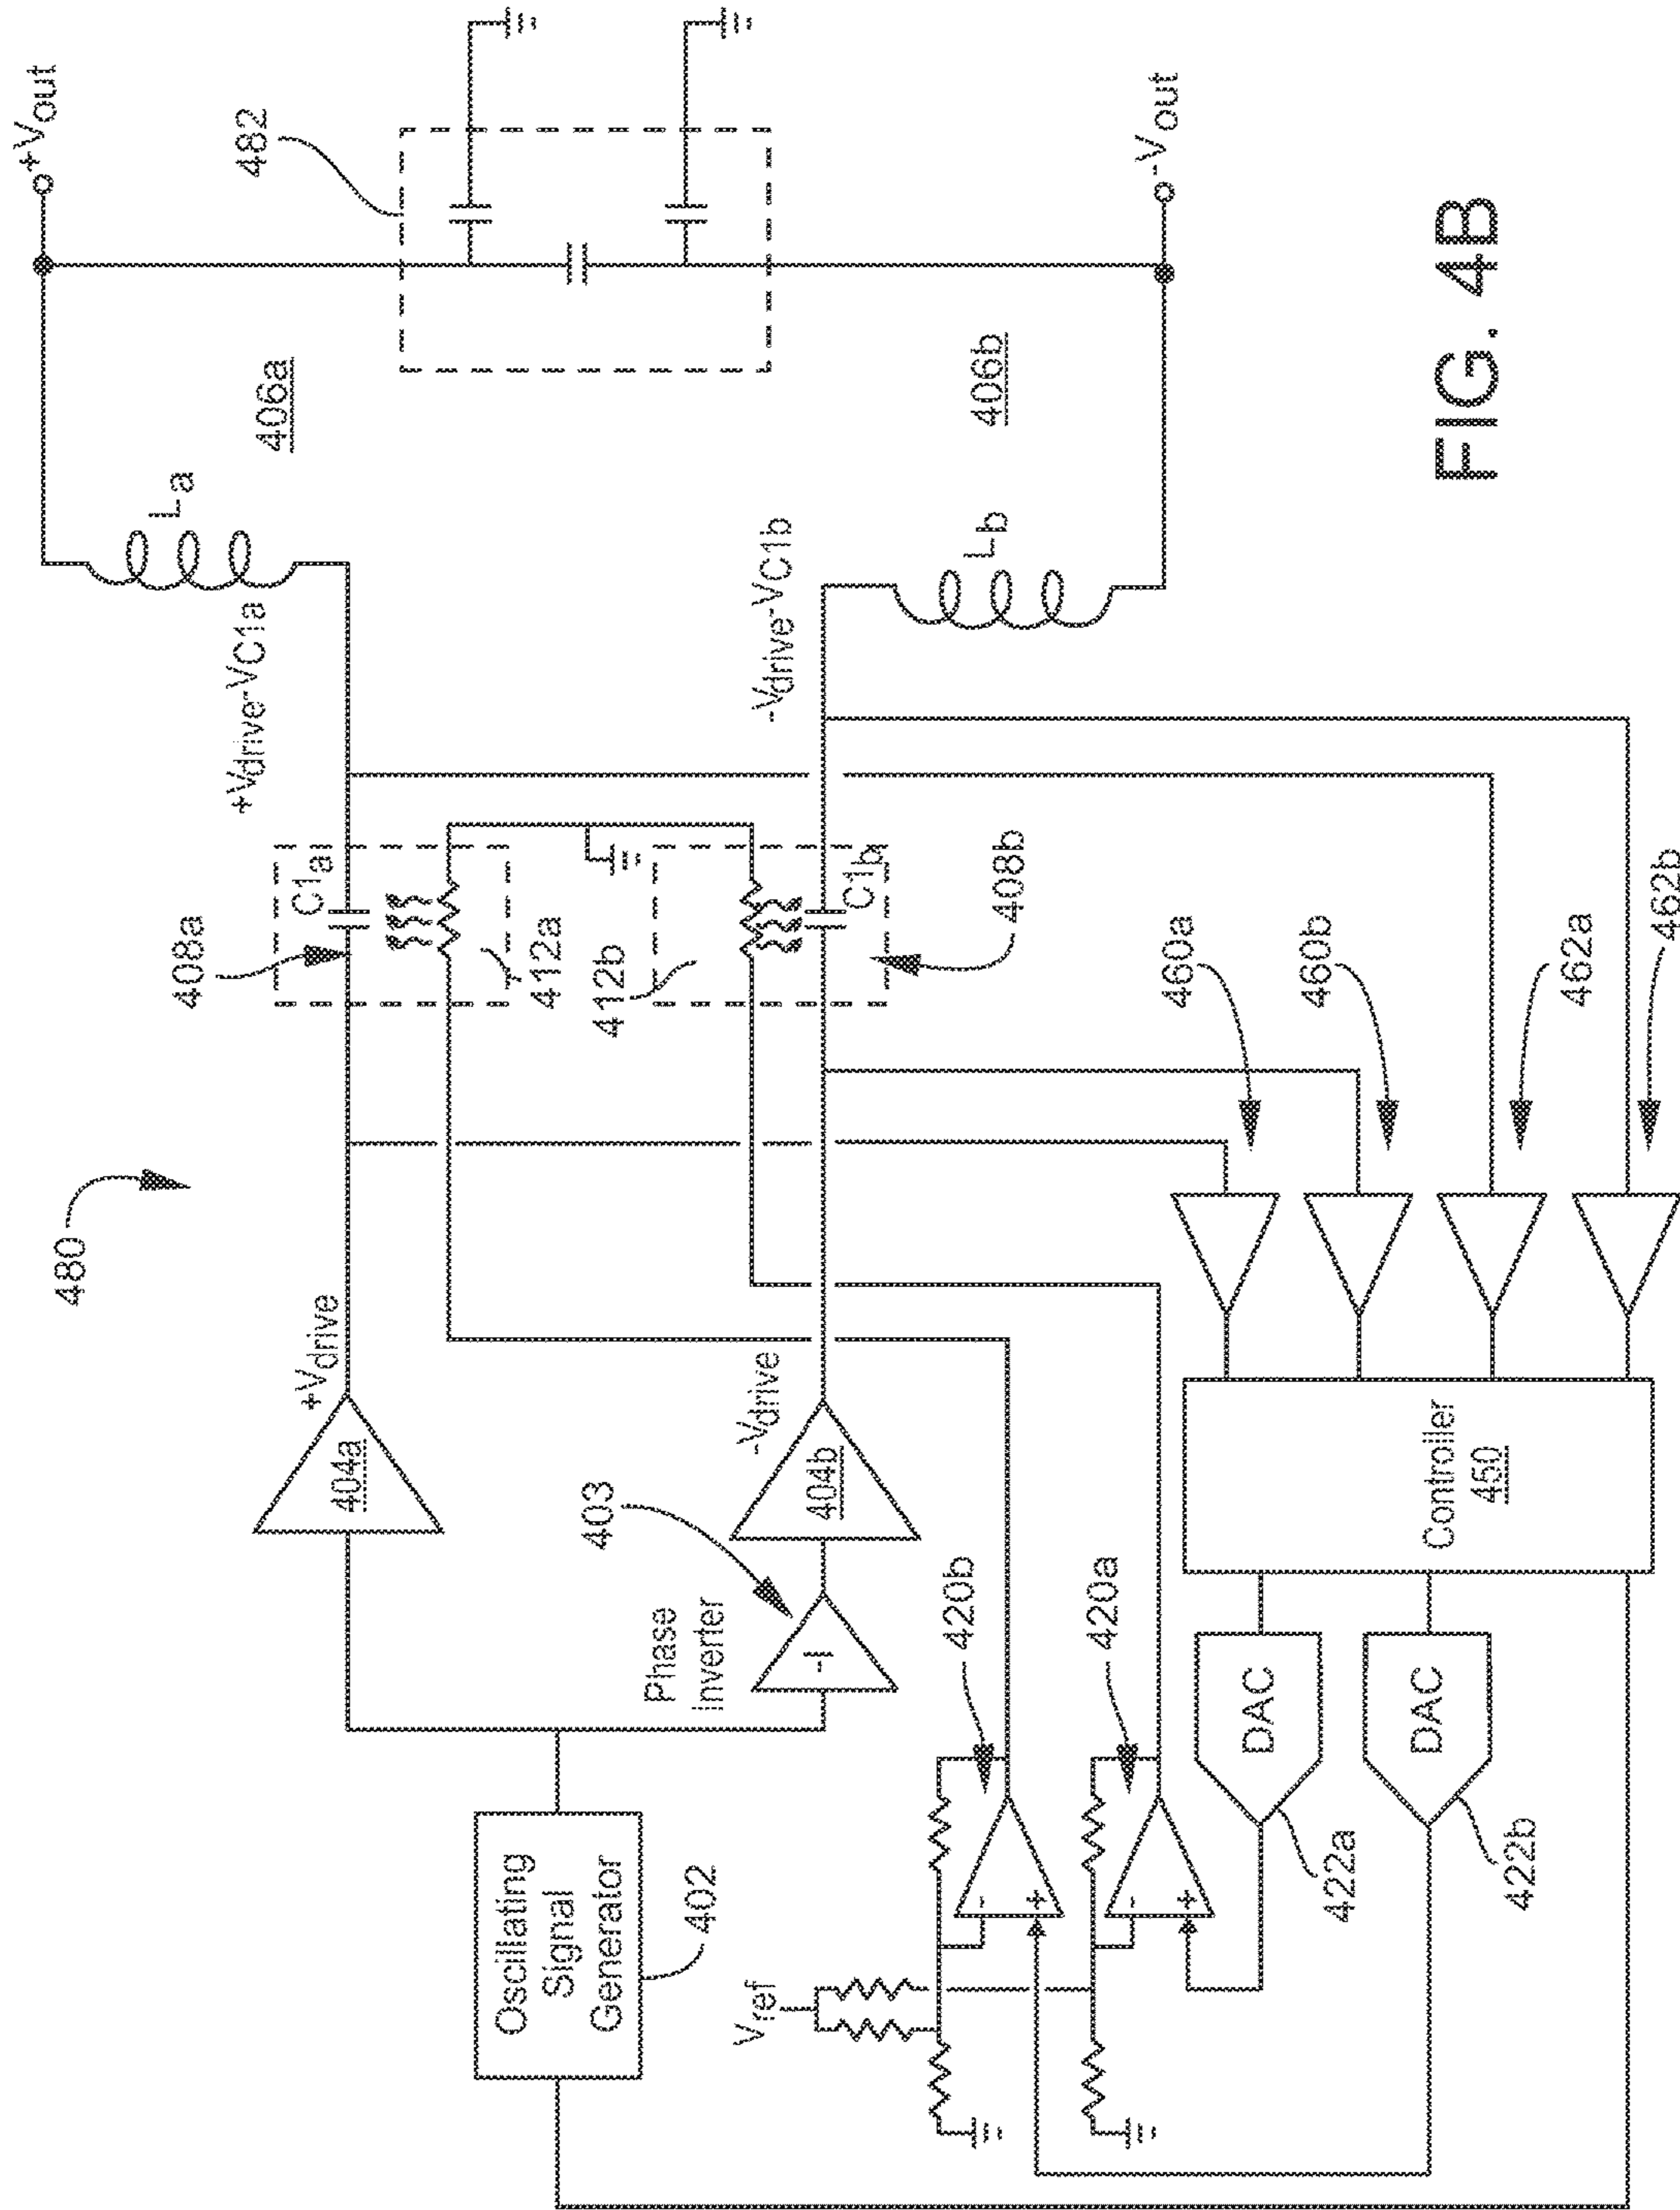 480
+Vdrive
404a
Oscillating
Signal
Generator
402
Phase
Inverter
403
-1
-Vdrive
404b
408a
C1a
412a
412b
C1b
408b
+Vdrive-VC1a
-Vdrive-VC1b
La
Lb
406a
406b
482
+Vout
-Vout
Vref
-
+
420b
-
+
420a
DAC
422a
DAC
422b
Controller
450
460a
460b
462a
462b
FIG. 4B